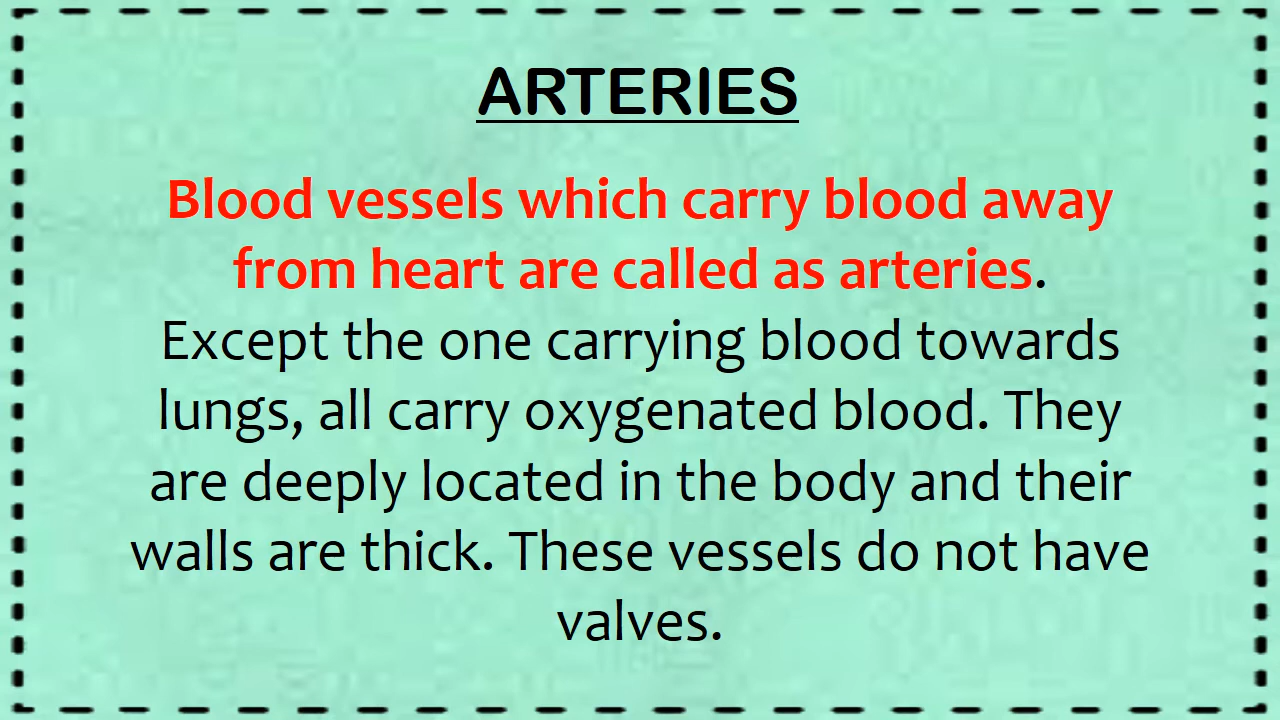 ARTERIES
Blood vessels which carry blood away
from heart are called as arteries.
Except the one carrying blood towards
lungs, all carry oxygenated blood. They
are deeply located in the body and their
walls are thick. These vessels do not have
valves.